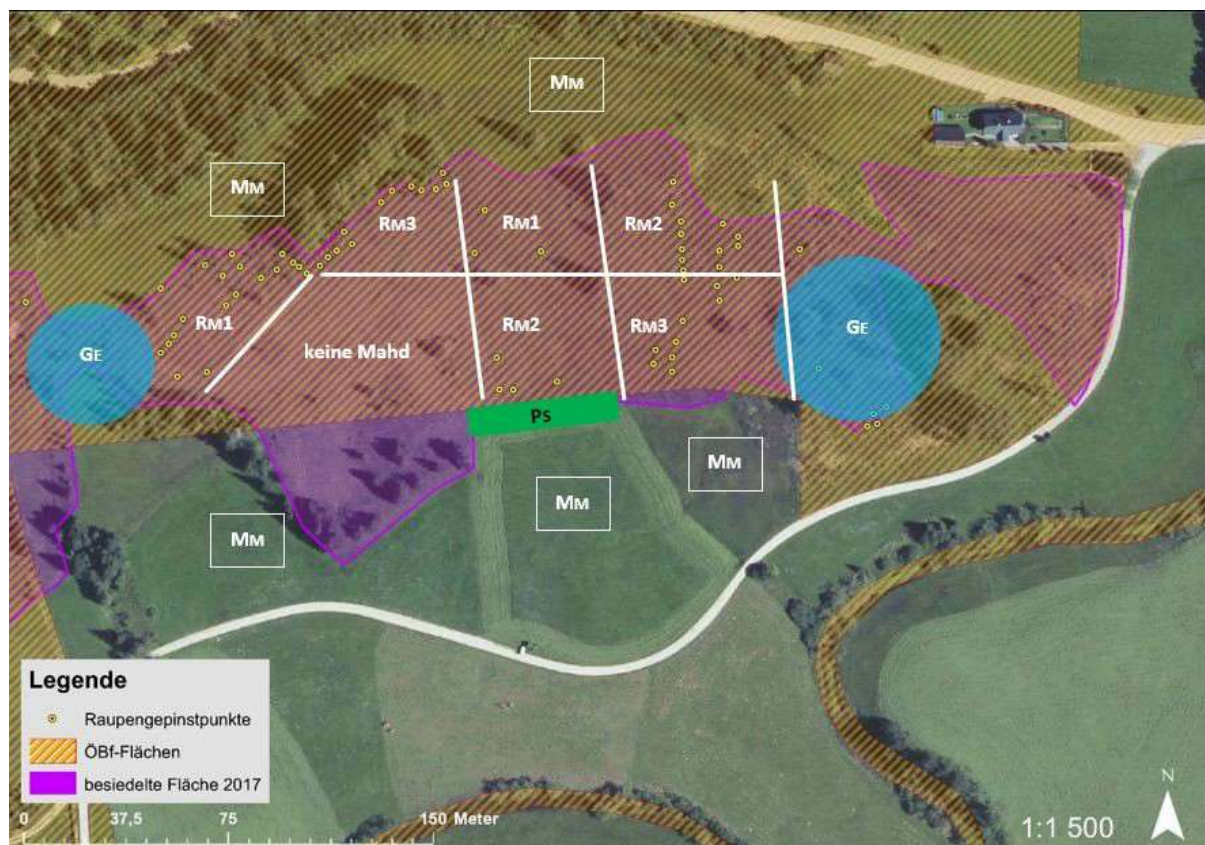 MM
MM
RM3
RM1
RM2
RM1
GE
keine Mahd
RM2
RM3
GE
PS
MM
MM
MM
Legende
Raupengepinstpunkte
ÖBf-Flächen
besiedelte Fläche 2017
0 37,5 75 150 Meter
1:1 500
N